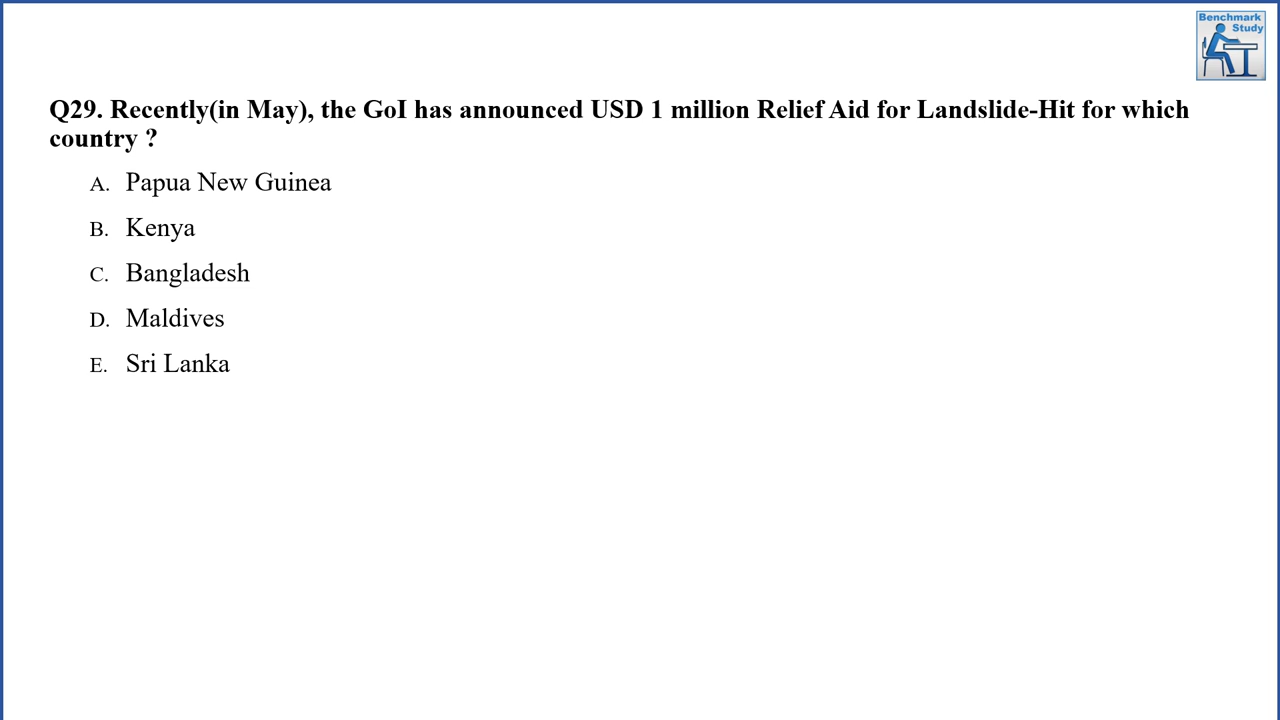 Benchmark
Study
Q29. Recently(in May), the GoI has announced USD 1 million Relief Aid for Landslide-Hit for which
country ?
A. Papua New Guinea
B. Kenya
C. Bangladesh
D. Maldives
E. Sri Lanka